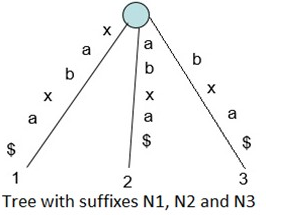 x a b x a $
a b x a $
b x a $
1
2
3
Tree with suffixes N1, N2 and N3